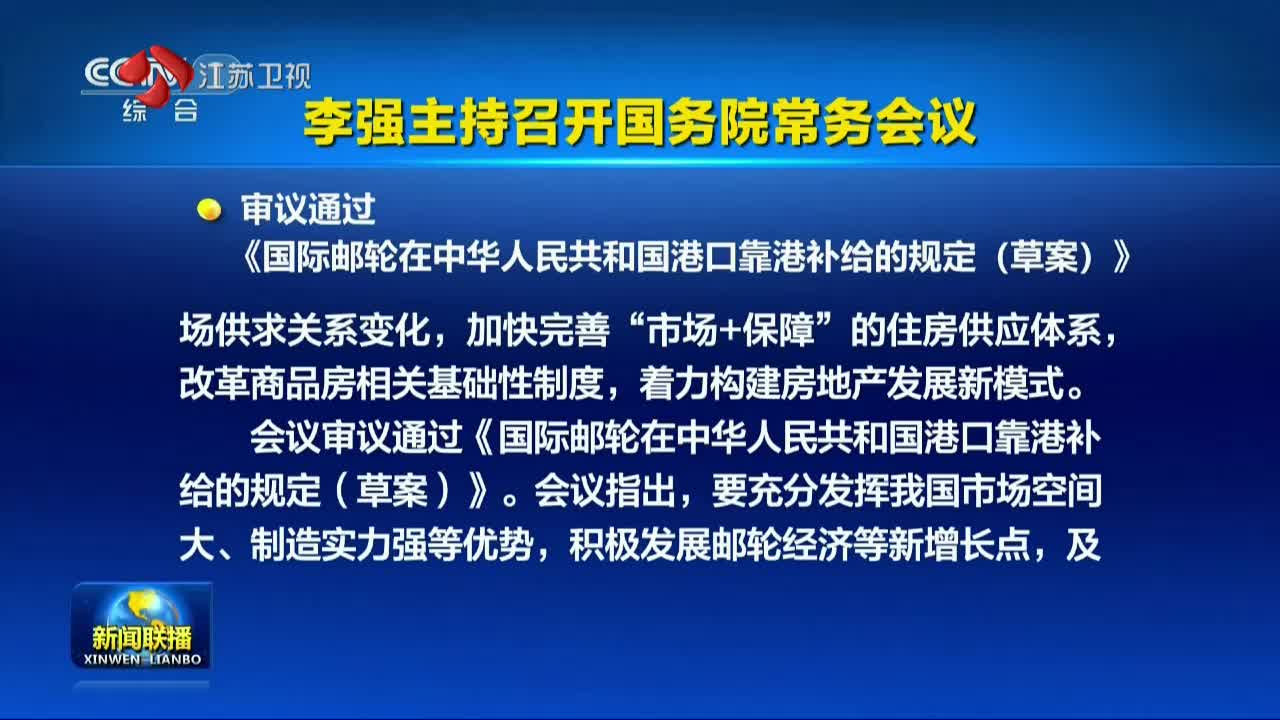 CCTV 江苏卫视
综合
李强主持召开国务院常务会议
审议通过
《国际邮轮在中华人民共和国港口靠港补给的规定（草案）》
场供求关系变化，加快完善“市场+保障”的住房供应体系，
改革商品房相关基础性制度，着力构建房地产发展新模式。
会议审议通过《国际邮轮在中华人民共和国港口靠港补
给的规定（草案）》。会议指出，要充分发挥我国市场空间
大、制造实力强等优势，积极发展邮轮经济等新增长点，及
新闻联播
XINWEN LIANBO